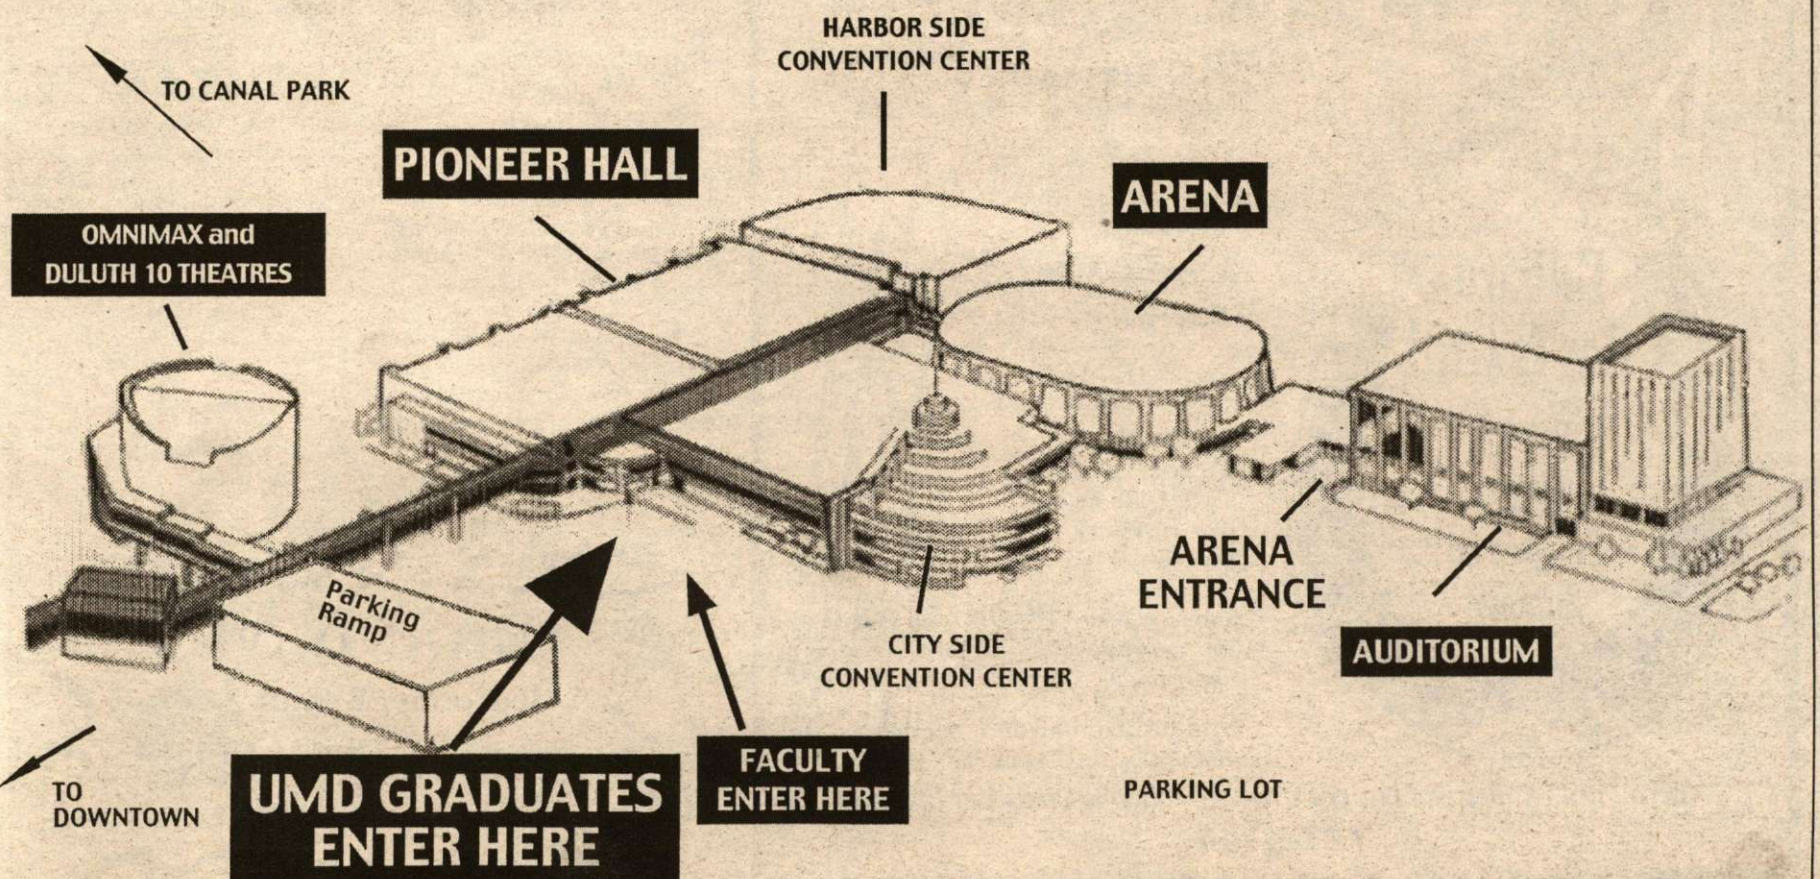 HARBOR SIDE
CONVENTION CENTER
TO CANAL PARK
PIONEER HALL
ARENA
OMNIMAX and
DULUTH 10 THEATRES
Parking
Ramp
ARENA
ENTRANCE
CITY SIDE
CONVENTION CENTER
AUDITORIUM
UMD GRADUATES
ENTER HERE
FACULTY
ENTER HERE
PARKING LOT
TO
DOWNTOWN